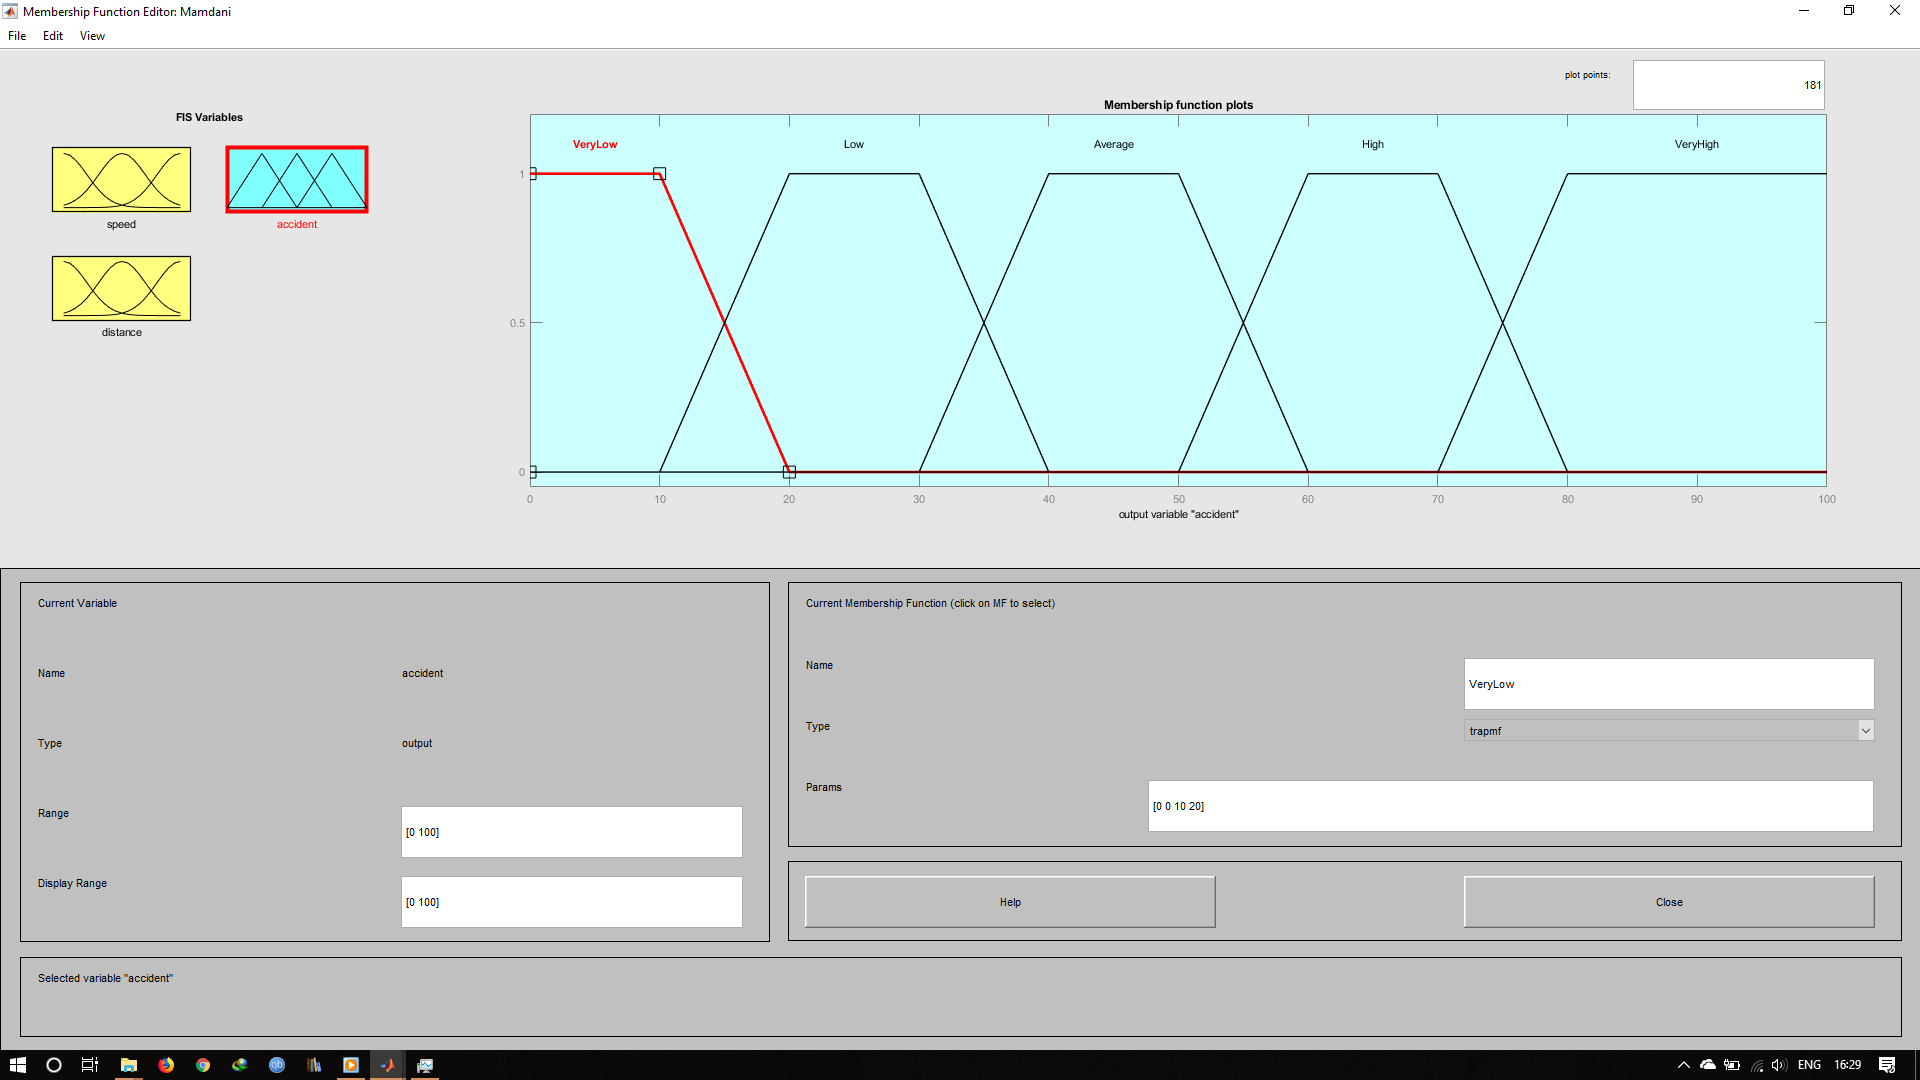 Membership Function Editor: Mamdani
File Edit View
plot points:
181
FIS Variables
speed
accident
distance
Membership function plots
VeryLow Low Average High VeryHigh
1
0.5
0
0 10 20 30 40 50 60 70 80 90 100
output variable "accident"
Current Variable
Name accident
Type output
Range [0 100]
Display Range [0 100]
Current Membership Function (click on MF to select)
Name VeryLow
Type trapmf
Params [0 0 10 20]
Help Close
Selected variable "accident"
qb
ENG 16:29